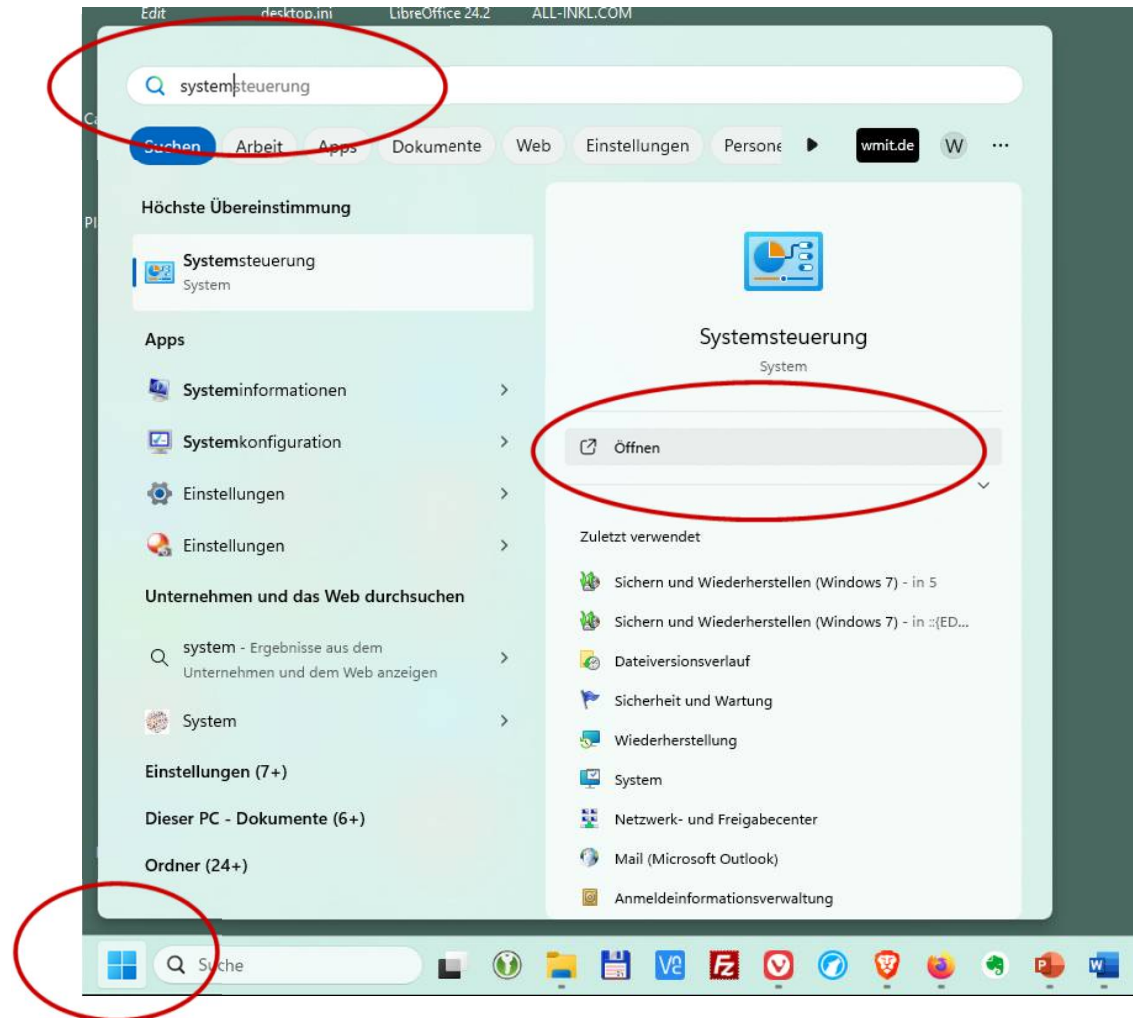 Edit desktop.ini LibreOffice 24.2 ALL-INKL.COM
systemsteuerung
Suchen Arbeit Apps Dokumente Web Einstellungen Persone wmit.de W ...
Höchste Übereinstimmung
Systemsteuerung
System
Apps
Systeminformationen
Systemkonfiguration
Einstellungen
Einstellungen
Unternehmen und das Web durchsuchen
system - Ergebnisse aus dem
Unternehmen und dem Web anzeigen
System
Einstellungen (7+)
Dieser PC - Dokumente (6+)
Ordner (24+)
Systemsteuerung
System
Öffnen
Zuletzt verwendet
Sichern und Wiederherstellen (Windows 7) - in 5
Sichern und Wiederherstellen (Windows 7) - in ::{ED...
Dateiversionsverlauf
Sicherheit und Wartung
Wiederherstellung
System
Netzwerk- und Freigabecenter
Mail (Microsoft Outlook)
Anmeldeinformationsverwaltung
Suche